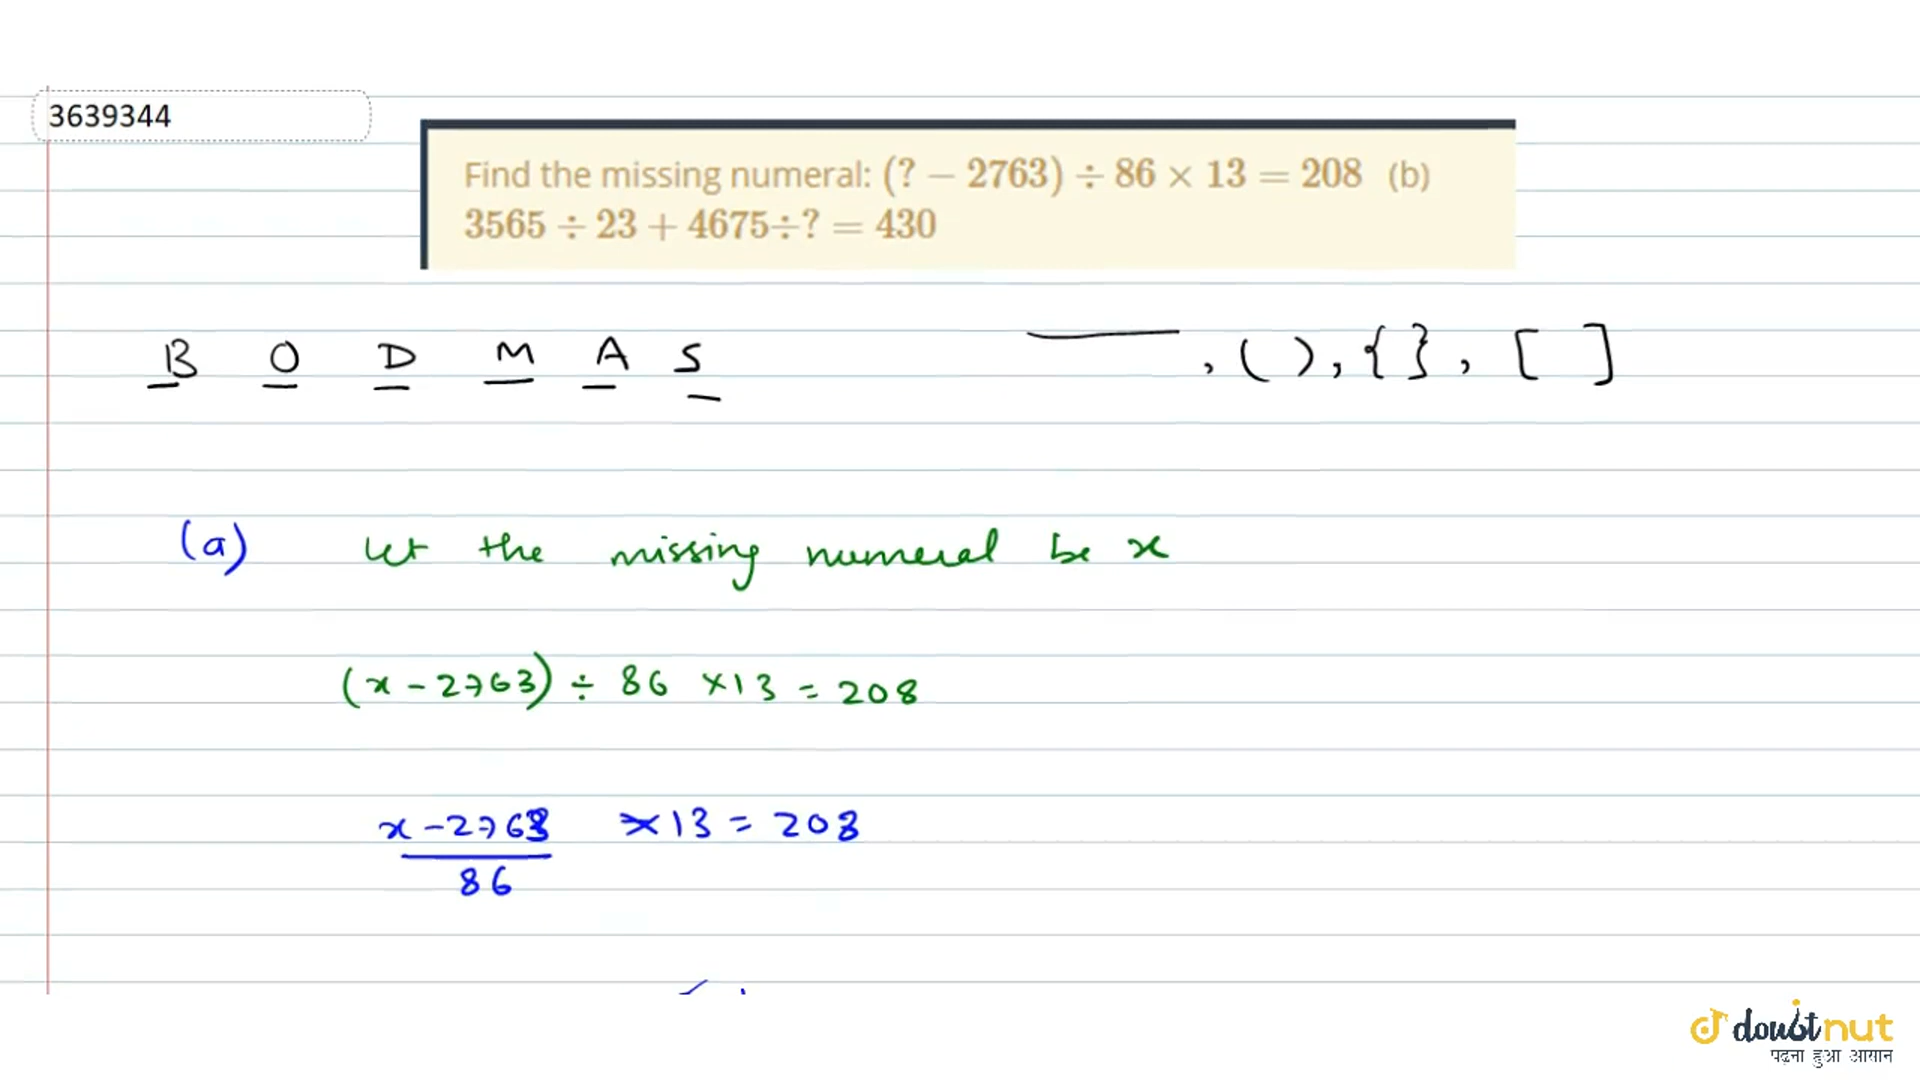 3639344
Find the missing numeral: (? − 2763) ÷ 86 × 13 = 208 (b)
3565 ÷ 23 + 4675÷? = 430
B O D M A S , ( ) , { } , [ ]
(a) Let the missing numeral be x
(x - 2763) ÷ 86 × 13 = 208
x - 2763 × 13 = 208
86
doubtnut
पढ़ना हुआ आसान